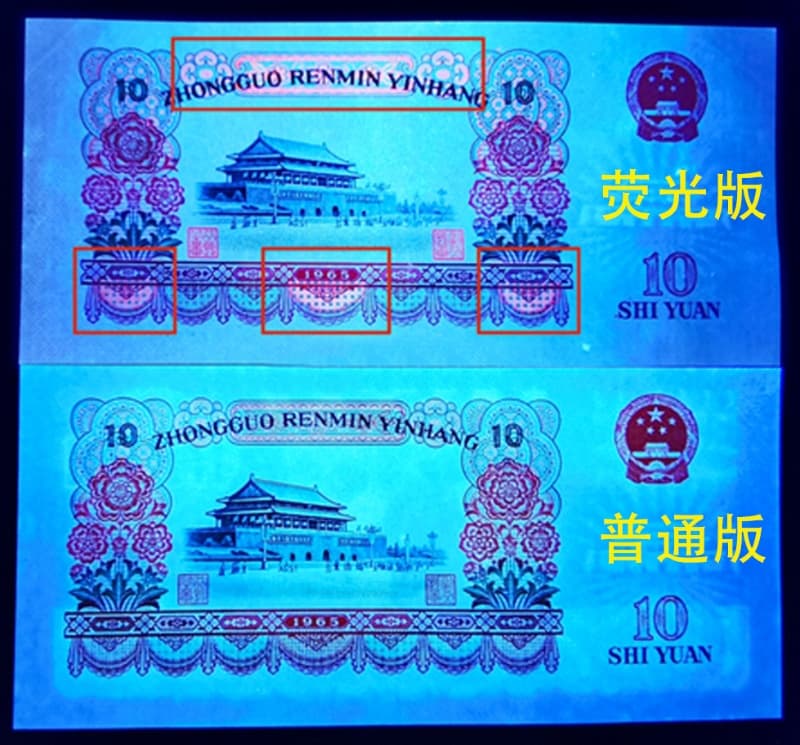 10 ZHONGGUO RENMIN YINHANG 10
荧光版
1965
10
SHI YUAN
10 ZHONGGUO RENMIN YINHANG 10
普通版
1965
10
SHI YUAN